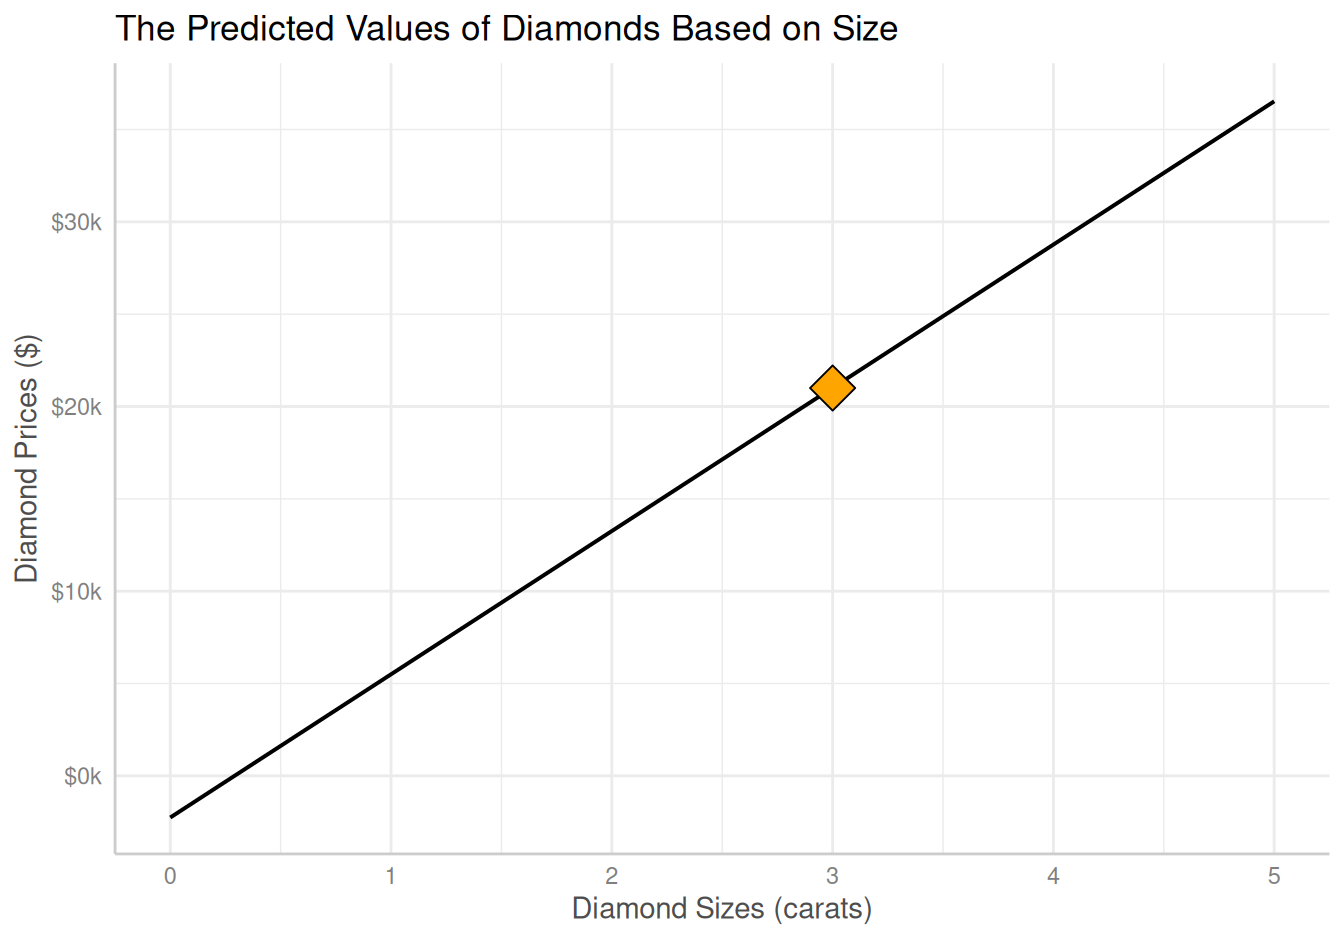 The Predicted Values of Diamonds Based on Size
Diamond Prices ($)
$30k
$20k
$10k
$0k
0 1 2 3 4 5
Diamond Sizes (carats)